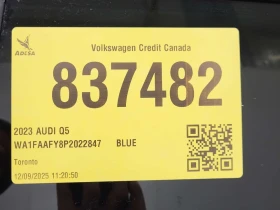 ADESA
Volkswagen Credit Canada
837482
2023 AUDI Q5
WA1FAAFY8P2022847 BLUE
Toronto
12/09/2025 11:20:50